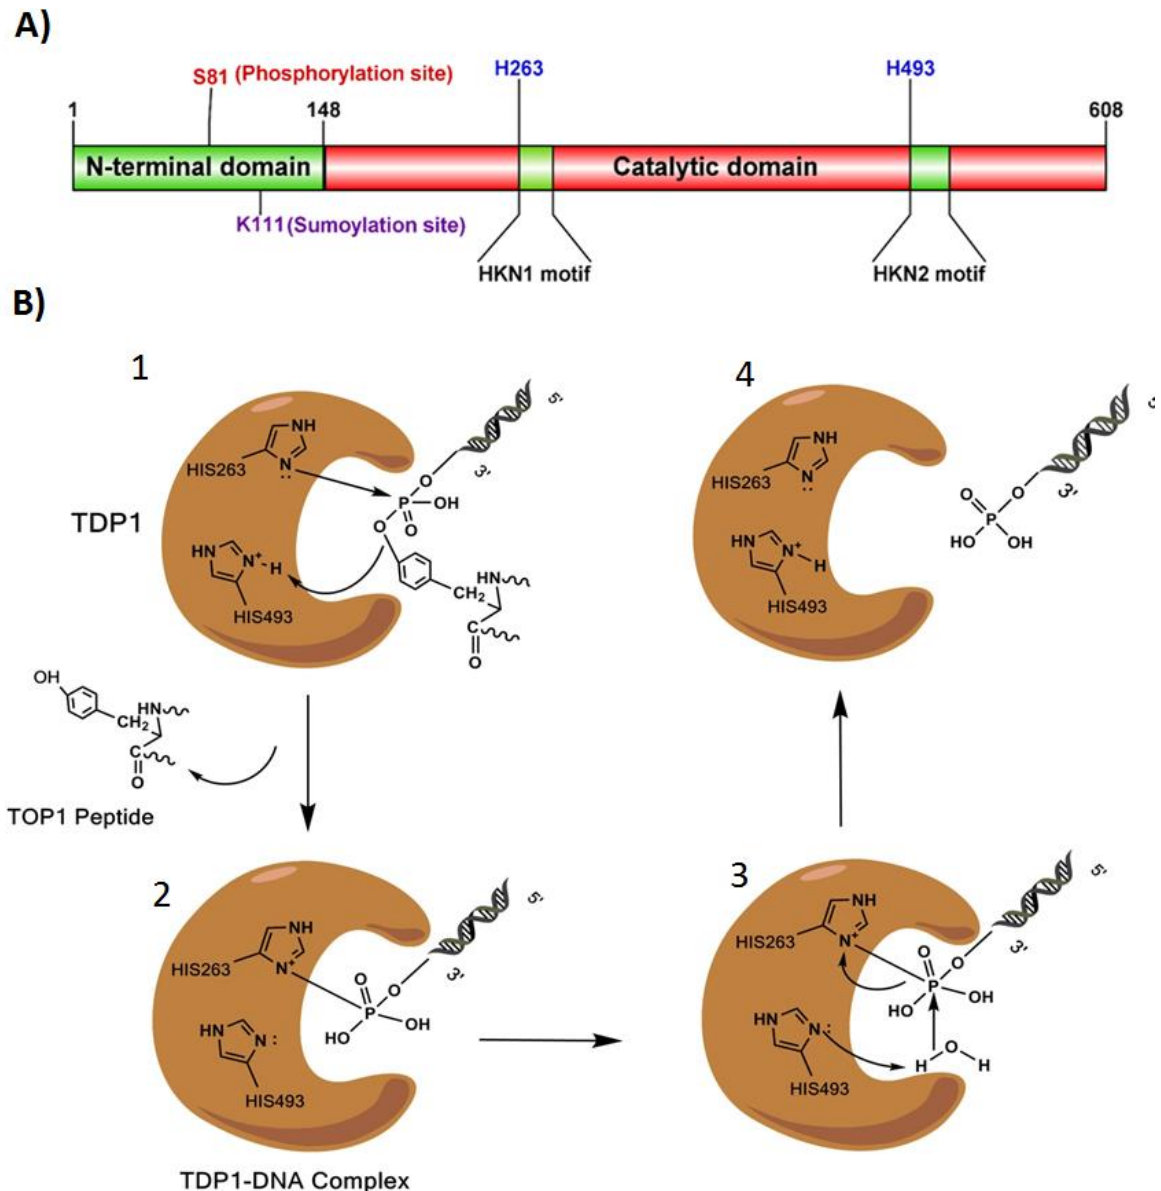 A)
S81 (Phosphorylation site)
H263
H493
1
148
608
N-terminal domain
Catalytic domain
K111 (Sumoylation site)
HKN1 motif
HKN2 motif
B)
1
TDP1
HIS263
NH
N
:
HN
N+
H
HIS493
O
P
OH
O
O
3'
5'
CH2
HN
C
O
OH
CH2
HN
C
O
TOP1 Peptide
2
HIS263
NH
N+
HN
N
:
HIS493
O
P
O
HO
OH
3'
5'
TDP1-DNA Complex
3
HIS263
NH
N+
HN
N
:
HIS493
O
O
P
HO
OH
H
O
H
3'
5'
4
HIS263
NH
N
:
HN
N+
H
HIS493
O
O
P
HO
OH
3'